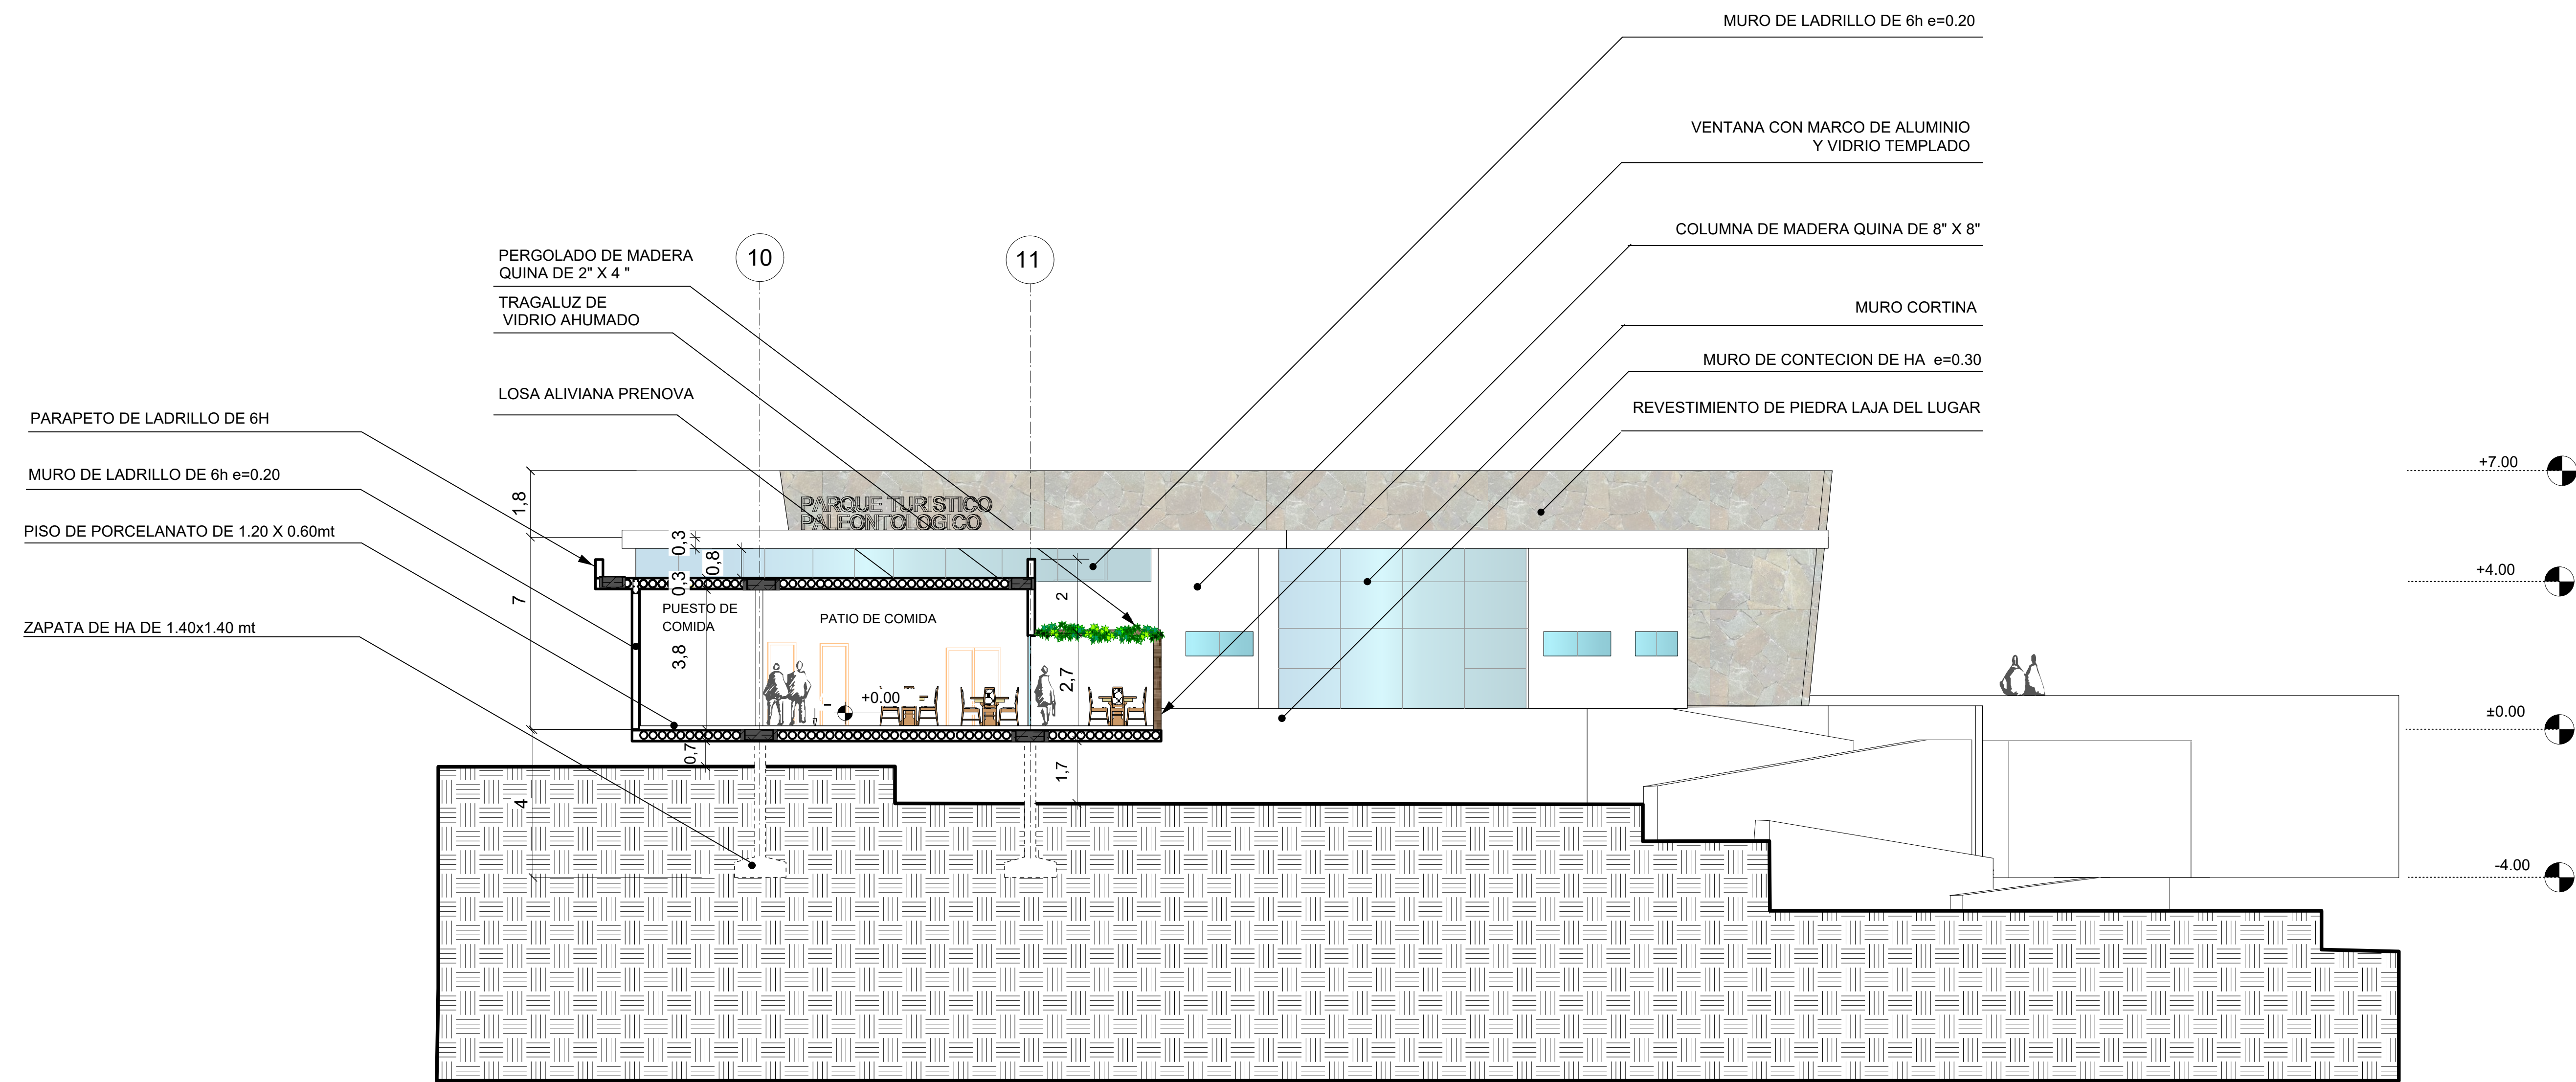 MURO DE LADRILLO DE 6h e=0.20
VENTANA CON MARCO DE ALUMINIO
Y VIDRIO TEMPLADO
COLUMNA DE MADERA QUINA DE 8" X 8"
MURO CORTINA
MURO DE CONTECION DE HA e=0.30
REVESTIMIENTO DE PIEDRA LAJA DEL LUGAR
10
11
PERGOLADO DE MADERA
QUINA DE 2" X 4 "
TRAGALUZ DE
VIDRIO AHUMADO
LOSA ALIVIANA PRENOVA
PARAPETO DE LADRILLO DE 6H
MURO DE LADRILLO DE 6h e=0.20
PISO DE PORCELANATO DE 1.20 X 0.60mt
ZAPATA DE HA DE 1.40x1.40 mt
PARQUE TURISTICO
PALEONTOLOGICO
1,8
7
4
0,3
0,8
0,3
3,8
0,7
2
2,7
1,7
PUESTO DE
COMIDA
PATIO DE COMIDA
+0.00
+7.00
+4.00
±0.00
-4.00